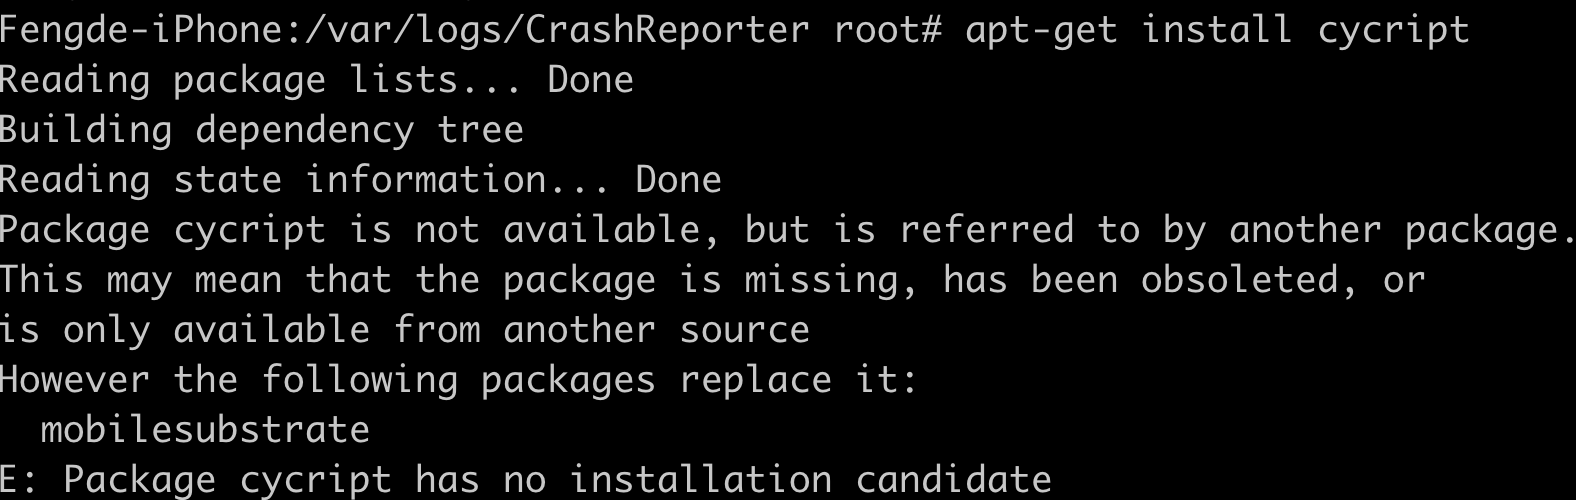 Fengde-iPhone:/var/logs/CrashReporter root# apt-get install cycript
Reading package lists... Done
Building dependency tree
Reading state information... Done
Package cycript is not available, but is referred to by another package.
This may mean that the package is missing, has been obsoleted, or
is only available from another source
However the following packages replace it:
  mobilesubstrate
E: Package cycript has no installation candidate